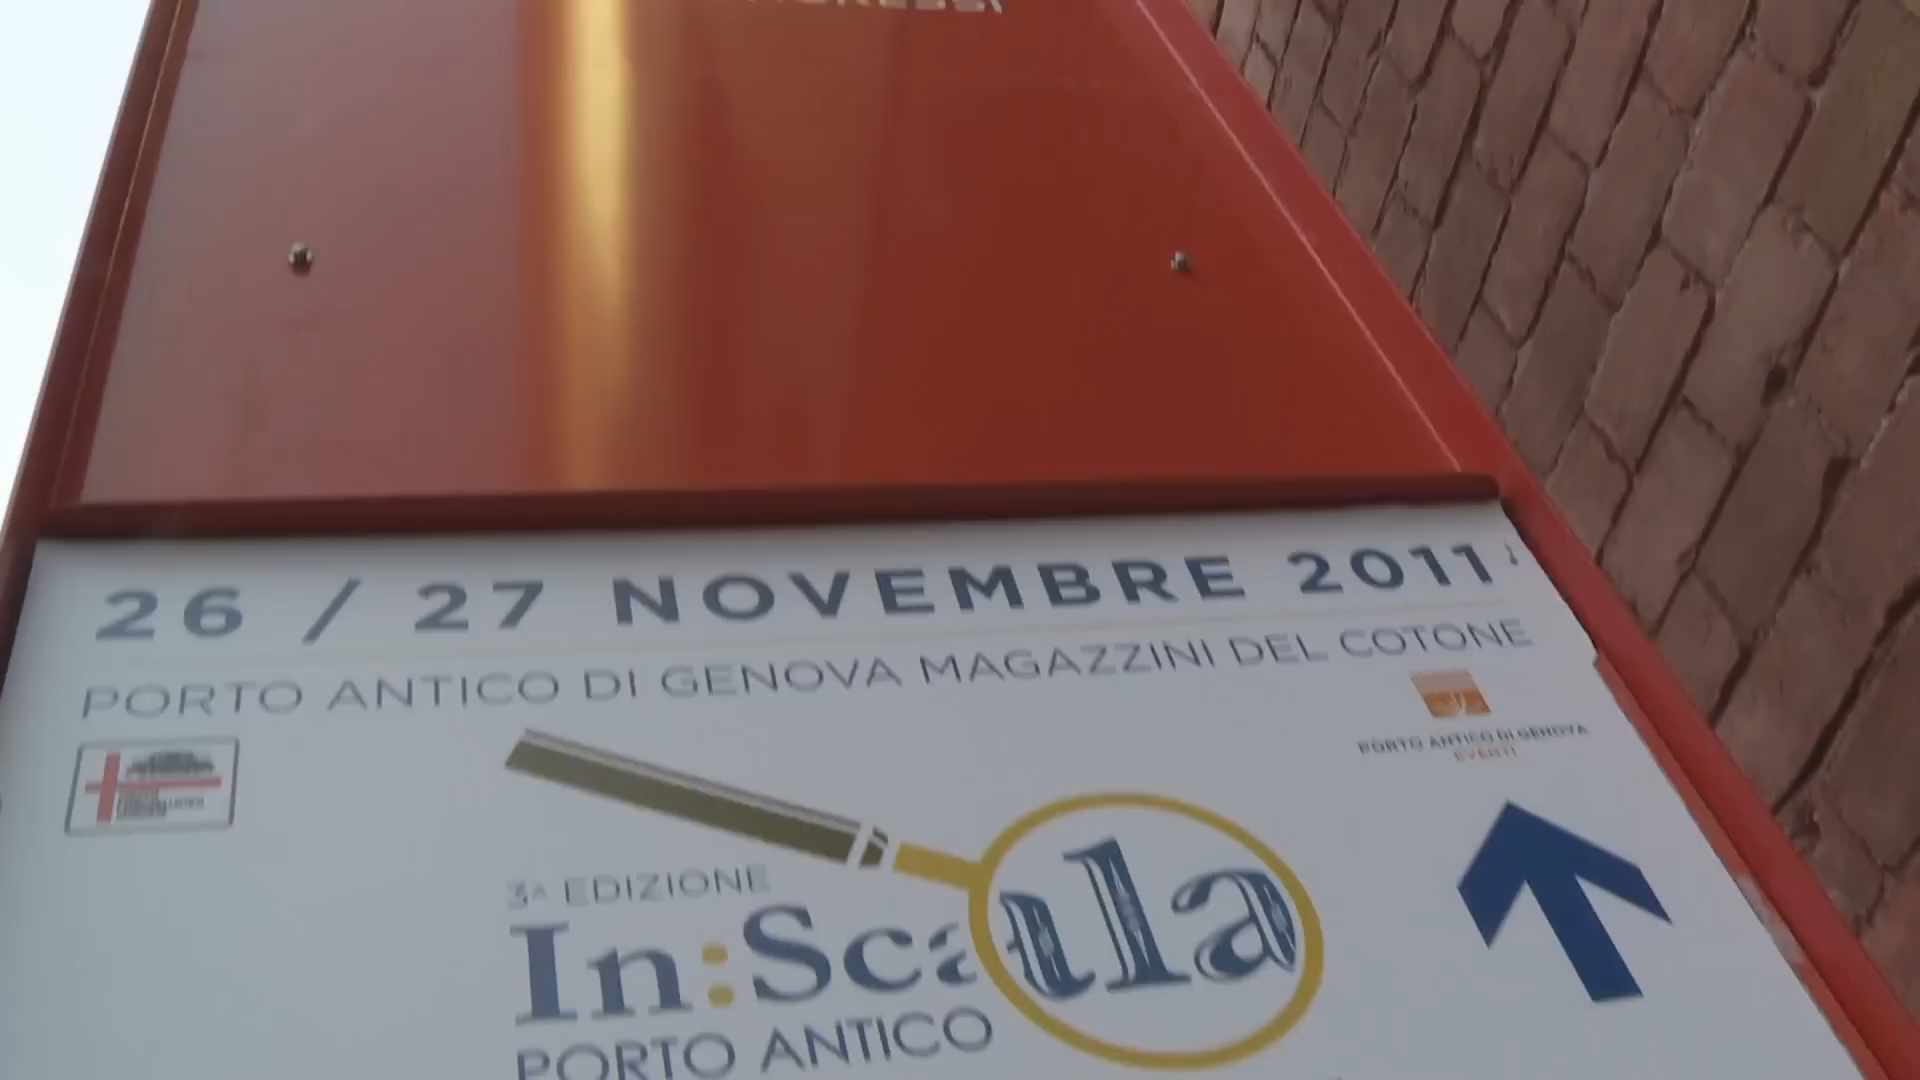 26 / 27 NOVEMBRE 2011
PORTO ANTICO DI GENOVA MAGAZZINI DEL COTONE
PORTO ANTICO DI GENOVA
EVENTI
3ᴬ EDIZIONE
In:Scala
PORTO ANTICO